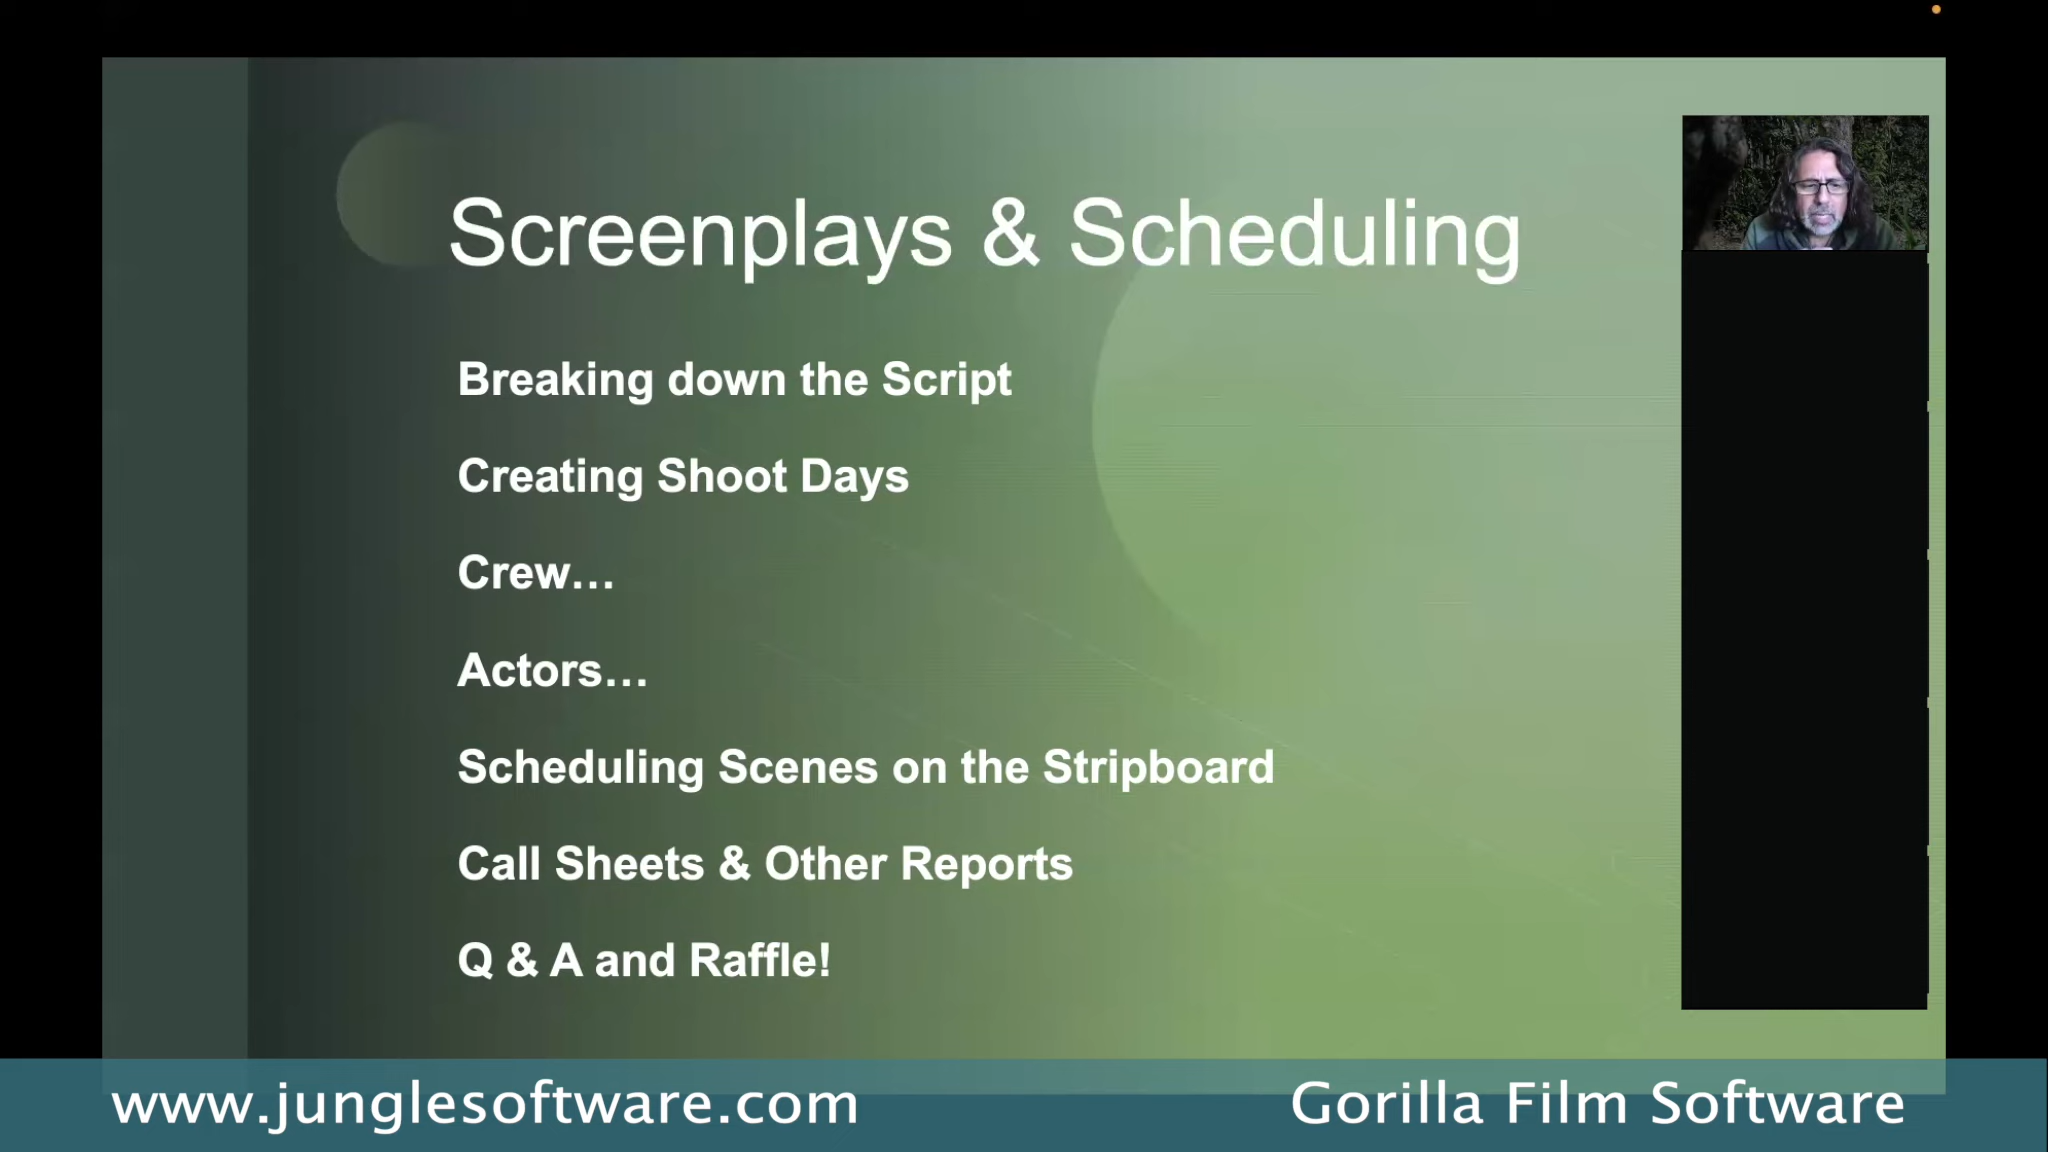 Screenplays & Scheduling
Breaking down the Script
Creating Shoot Days
Crew…
Actors…
Scheduling Scenes on the Stripboard
Call Sheets & Other Reports
Q & A and Raffle!
www.junglesoftware.com
Gorilla Film Software